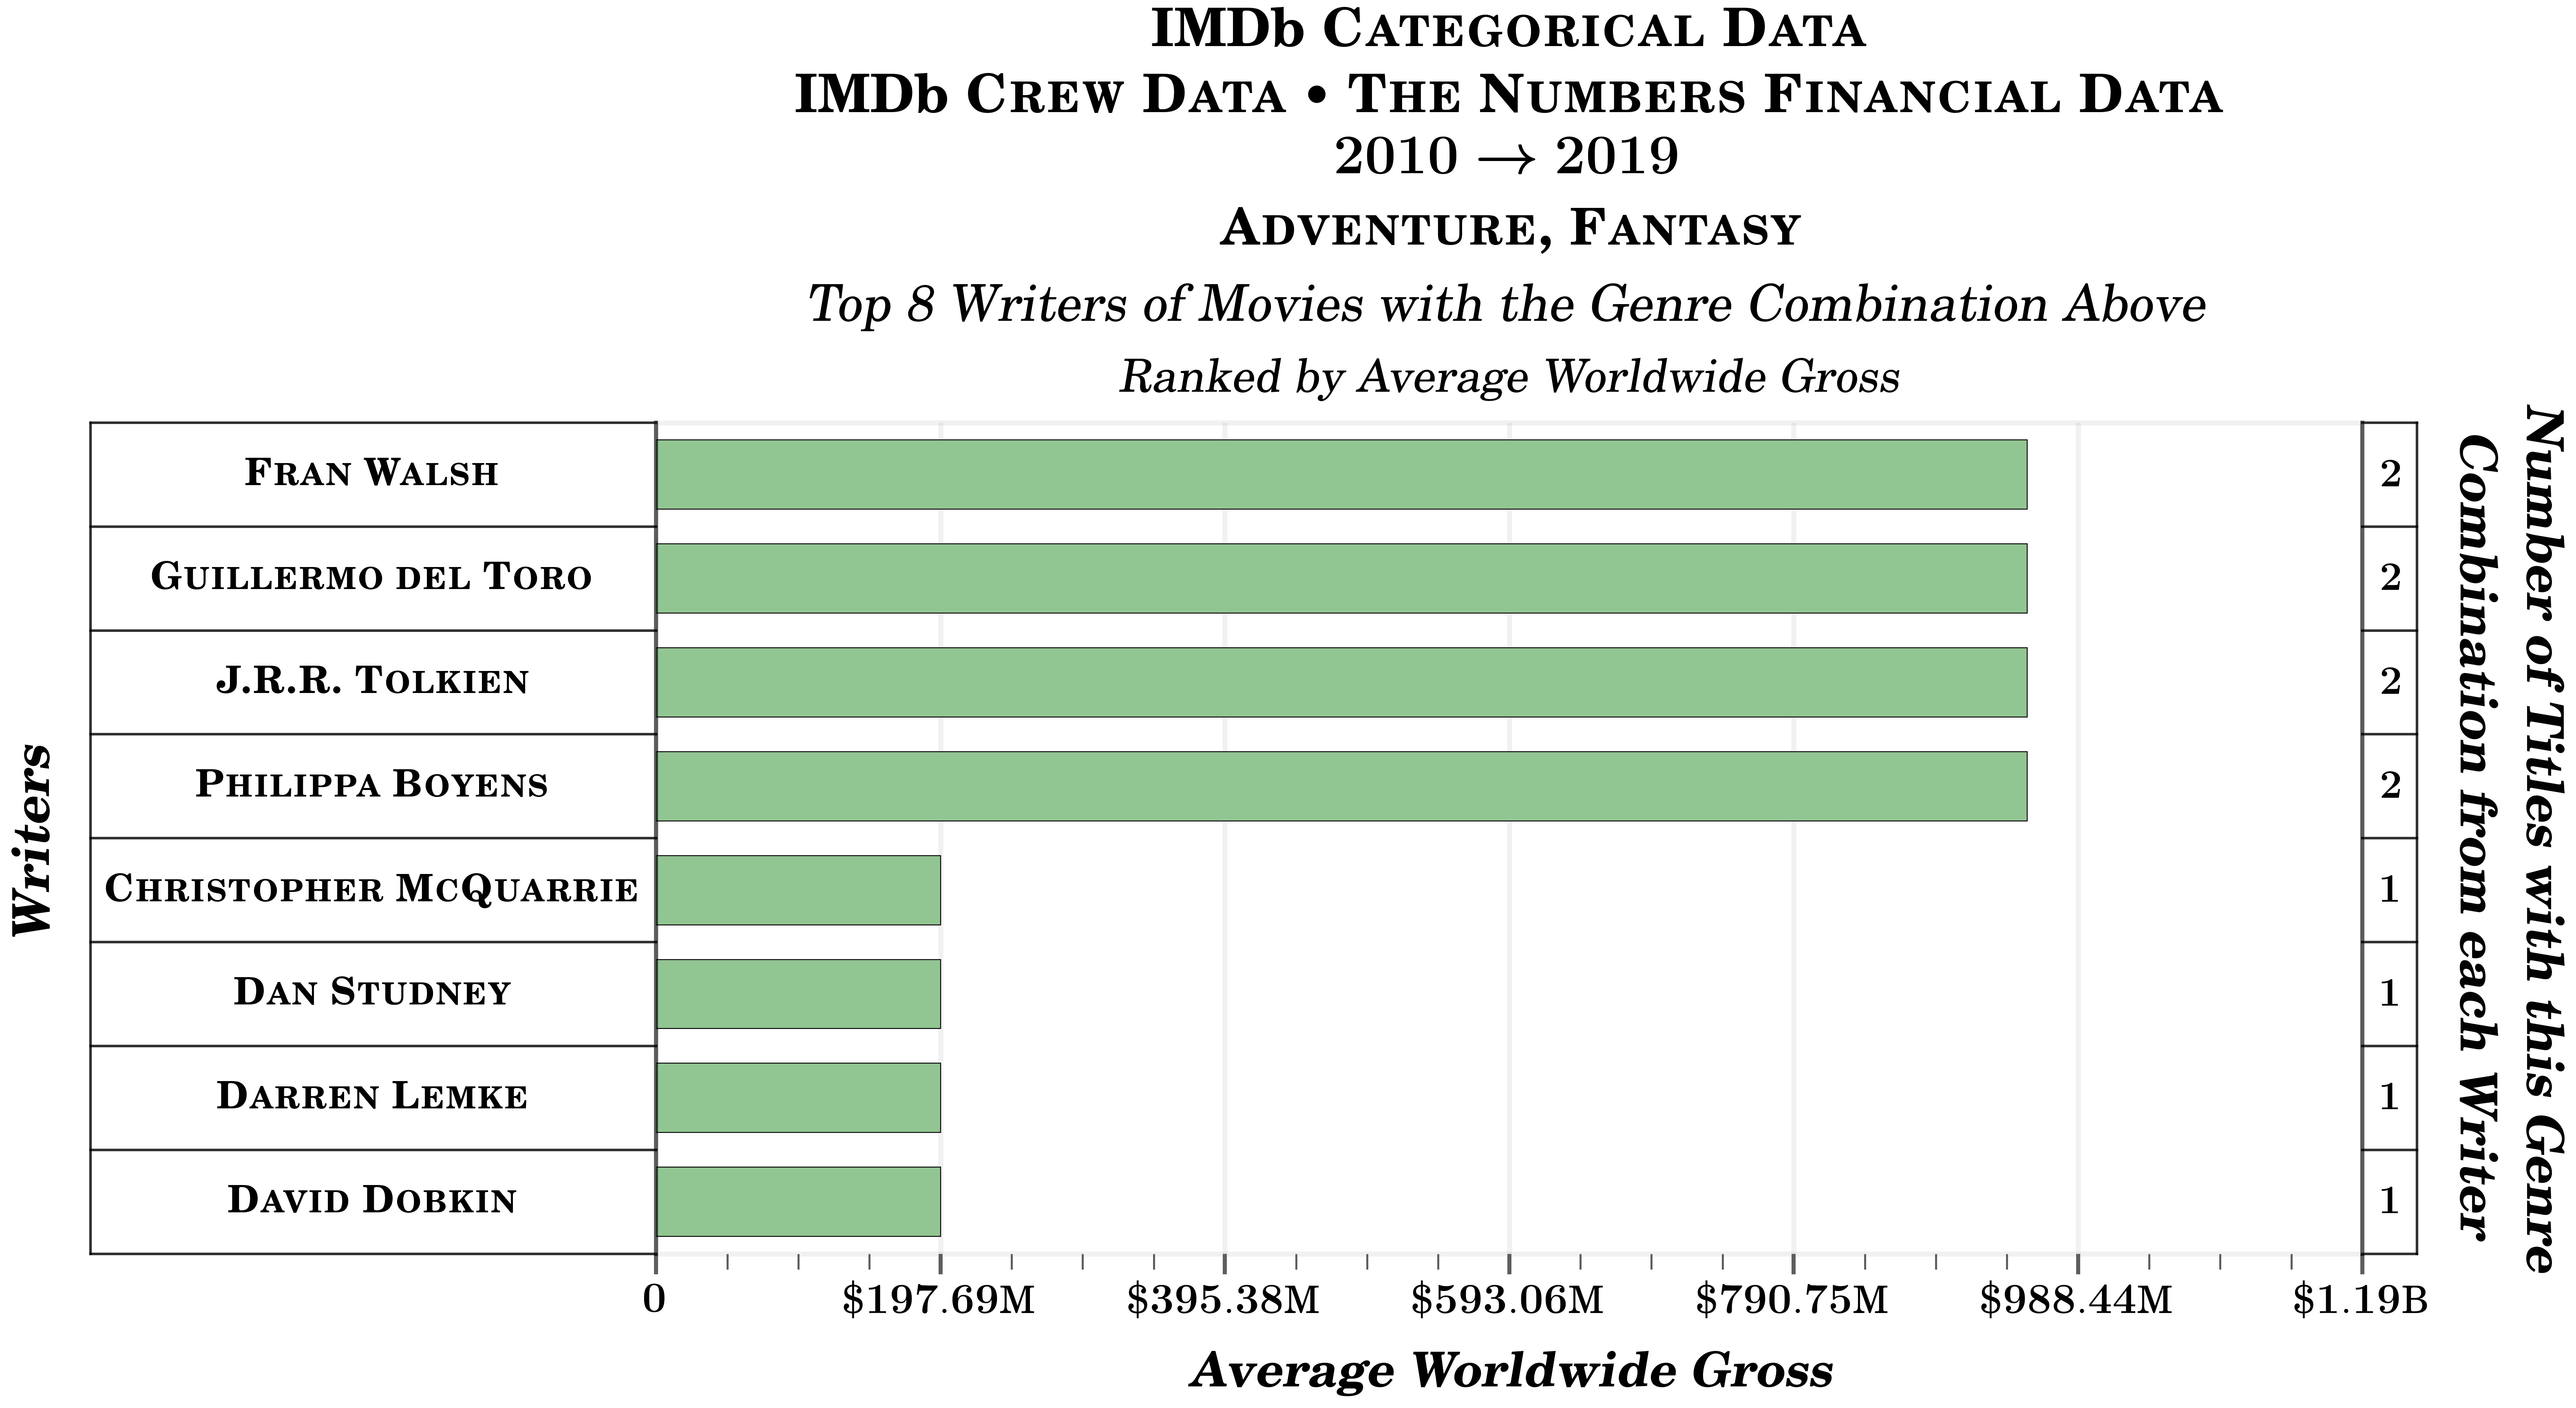 IMDb Categorical Data
IMDb Crew Data • The Numbers Financial Data
2010 → 2019
Adventure, Fantasy
Top 8 Writers of Movies with the Genre Combination Above
Ranked by Average Worldwide Gross
Writers
Fran Walsh
2
Guillermo del Toro
2
J.R.R. Tolkien
2
Philippa Boyens
2
Christopher McQuarrie
1
Dan Studney
1
Darren Lemke
1
David Dobkin
1
Number of Titles with this Genre
Combination from each Writer
0 $197.69M $395.38M $593.06M $790.75M $988.44M $1.19B
Average Worldwide Gross